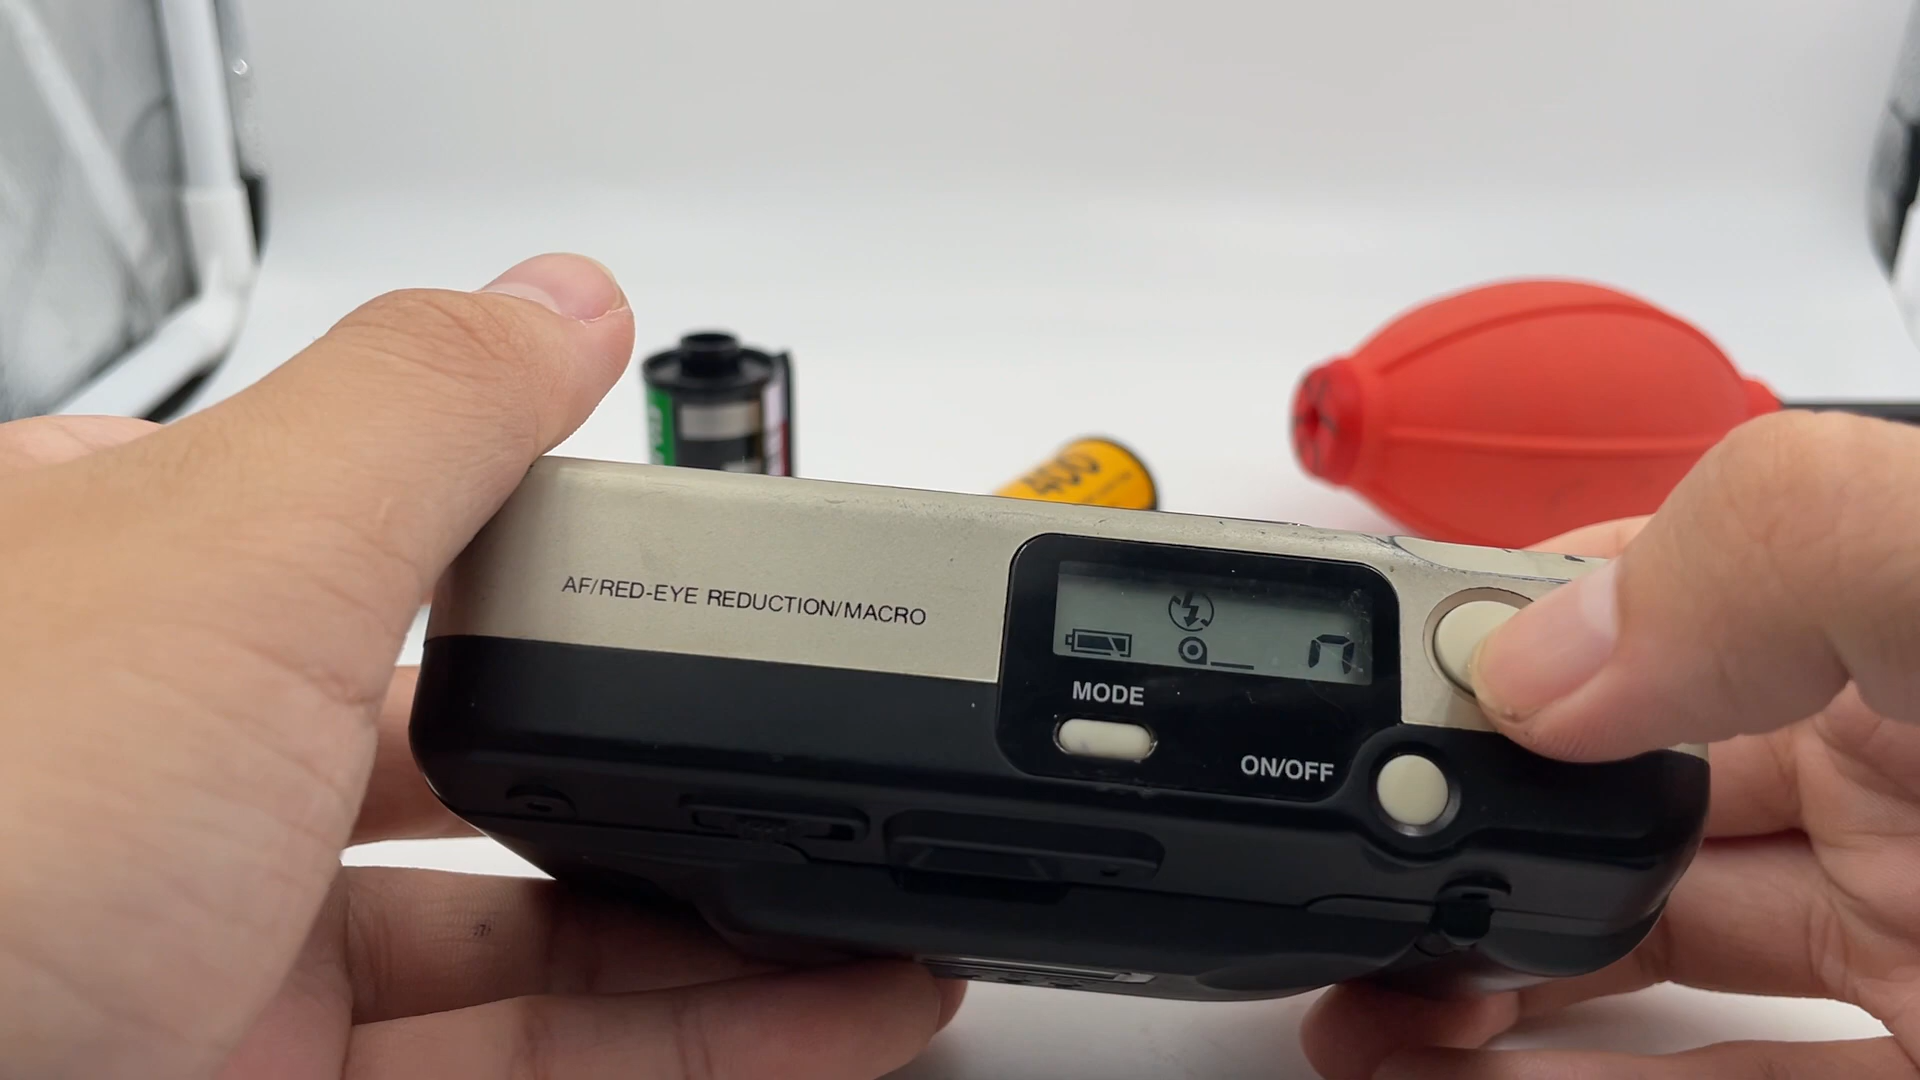 400
AF/RED-EYE REDUCTION/MACRO
MODE
ON/OFF